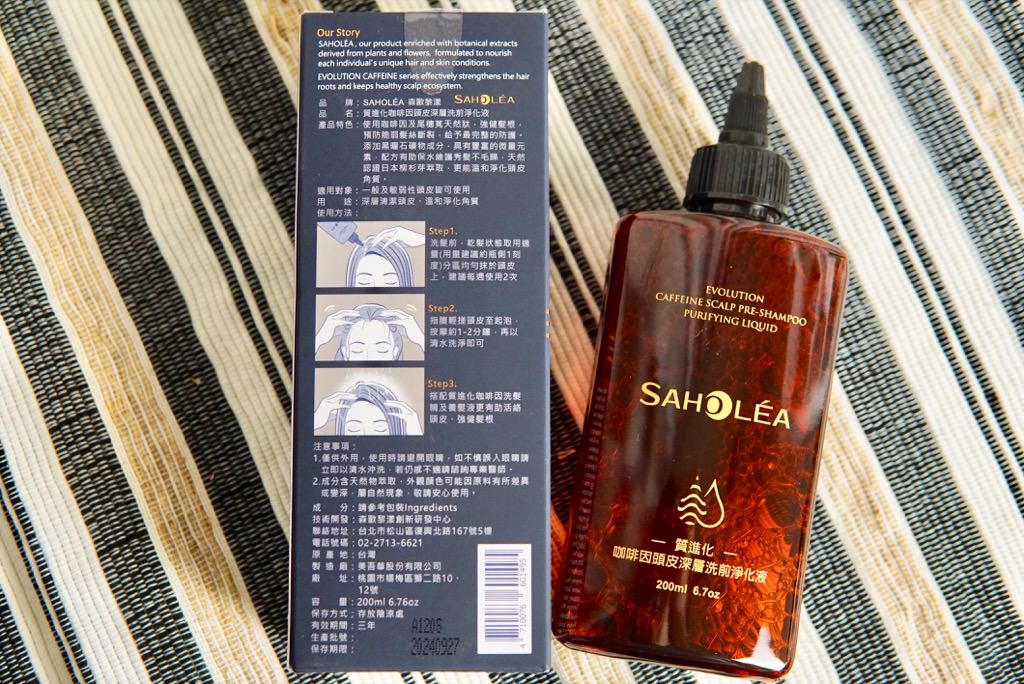 Our Story
SAHOLÉA, our product enriched with botanical extracts
derived from plants and flowers, formulated to nourish
each individual's unique hair and skin conditions.
EVOLUTION CAFFEINE series effectively strengthens the hair
roots and keeps healthy scalp ecosystem.
品 牌：SAHOLÉA 森歐黎漾 SAHOLÉA
品 名：質進化咖啡因頭皮深層洗前淨化液
產品特色：使用咖啡因及尾穗莧天然肽，強健髮根，
預防脆弱髮絲斷裂，給予最完整的防護。
添加黑曜石礦物成分，具有豐富的微量元
素，配方有助保水維護秀髮不毛躁，天然
認證日本柳杉芽萃取，更能溫和淨化頭皮
角質。
適用對象：一般及敏弱性頭皮皆可使用
用 途：深層清潔頭皮、溫和淨化角質
使用方法：
Step1.
洗髮前，乾髮狀態取用適
量(用量建議約瓶側1刻
度)分區均勻抹於頭皮
上，建議每週使用2次
Step2.
指腹輕搓頭皮至起泡，
按摩約1-2分鐘，再以
清水洗淨即可
Step3.
搭配質進化咖啡因洗髮
精及養髮液更有助活絡
頭皮，強健髮根
注意事項：
1.僅供外用，使用時請避開眼睛，如不慎誤入眼睛請
立即以清水沖洗，若仍感不適請諮詢專業醫師。
2.成分含天然物萃取，外觀顏色可能因原料有所差異
或變深，屬自然現象，敬請安心使用。
成 分：請參考包裝Ingredients
技術開發：森歐黎漾創新研發中心
聯絡地址：台北市松山區復興北路167號5樓
電話號碼：02-2713-6621
原 產 地：台灣
製 造 廠：美吾華股份有限公司
廠 址：桃園市楊梅區獅二路10，
12號
容 量：200ml 6.76oz
保存方式：存放陰涼處
有效期間：三年
生產批號：A1205
保存期限：20240927
4 710076 601495
EVOLUTION
CAFFEINE SCALP PRE-SHAMPOO
PURIFYING LIQUID
SAHOLÉA
質進化
咖啡因頭皮深層洗前淨化液
200ml 6.7oz